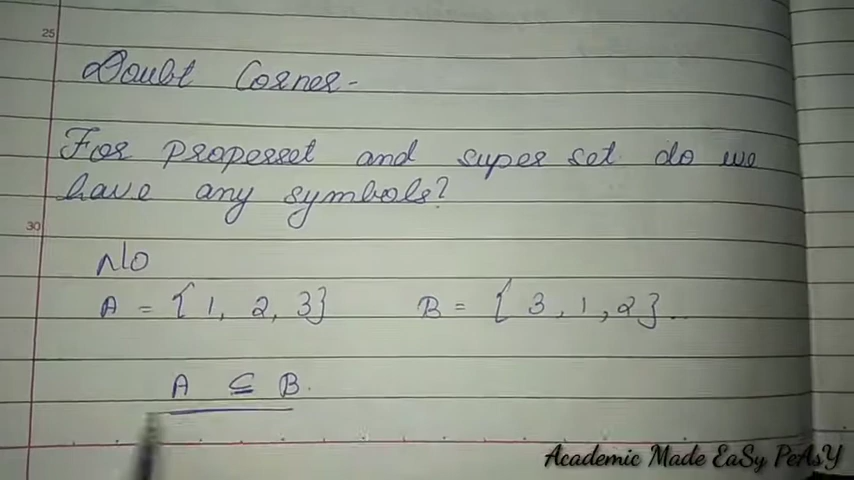 25
Doubt Corner-
For properset and super set do we
have any symbols?
30
No
A = {1, 2, 3} B = {3, 1, 2}..
A ⊆ B.
Academic Made EaSy PeAsY